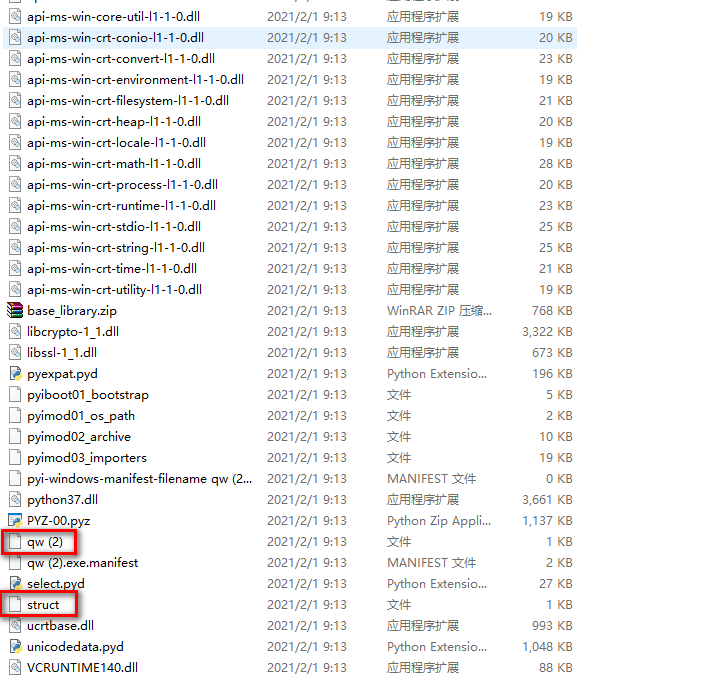 api-ms-win-core-util-l1-1-0.dll 2021/2/1 9:13 应用程序扩展 19 KB
api-ms-win-crt-conio-l1-1-0.dll 2021/2/1 9:13 应用程序扩展 20 KB
api-ms-win-crt-convert-l1-1-0.dll 2021/2/1 9:13 应用程序扩展 23 KB
api-ms-win-crt-environment-l1-1-0.dll 2021/2/1 9:13 应用程序扩展 19 KB
api-ms-win-crt-filesystem-l1-1-0.dll 2021/2/1 9:13 应用程序扩展 21 KB
api-ms-win-crt-heap-l1-1-0.dll 2021/2/1 9:13 应用程序扩展 20 KB
api-ms-win-crt-locale-l1-1-0.dll 2021/2/1 9:13 应用程序扩展 19 KB
api-ms-win-crt-math-l1-1-0.dll 2021/2/1 9:13 应用程序扩展 28 KB
api-ms-win-crt-process-l1-1-0.dll 2021/2/1 9:13 应用程序扩展 20 KB
api-ms-win-crt-runtime-l1-1-0.dll 2021/2/1 9:13 应用程序扩展 23 KB
api-ms-win-crt-stdio-l1-1-0.dll 2021/2/1 9:13 应用程序扩展 25 KB
api-ms-win-crt-string-l1-1-0.dll 2021/2/1 9:13 应用程序扩展 25 KB
api-ms-win-crt-time-l1-1-0.dll 2021/2/1 9:13 应用程序扩展 21 KB
api-ms-win-crt-utility-l1-1-0.dll 2021/2/1 9:13 应用程序扩展 19 KB
base_library.zip 2021/2/1 9:13 WinRAR ZIP 压缩... 768 KB
libcrypto-1_1.dll 2021/2/1 9:13 应用程序扩展 3,322 KB
libssl-1_1.dll 2021/2/1 9:13 应用程序扩展 673 KB
pyexpat.pyd 2021/2/1 9:13 Python Extensio... 196 KB
pyiboot01_bootstrap 2021/2/1 9:13 文件 5 KB
pyimod01_os_path 2021/2/1 9:13 文件 2 KB
pyimod02_archive 2021/2/1 9:13 文件 10 KB
pyimod03_importers 2021/2/1 9:13 文件 19 KB
pyi-windows-manifest-filename qw (2... 2021/2/1 9:13 MANIFEST 文件 0 KB
python37.dll 2021/2/1 9:13 应用程序扩展 3,661 KB
PYZ-00.pyz 2021/2/1 9:13 Python Zip Appli... 1,137 KB
qw (2) 2021/2/1 9:13 文件 1 KB
qw (2).exe.manifest 2021/2/1 9:13 MANIFEST 文件 2 KB
select.pyd 2021/2/1 9:13 Python Extensio... 27 KB
struct 2021/2/1 9:13 文件 1 KB
ucrtbase.dll 2021/2/1 9:13 应用程序扩展 993 KB
unicodedata.pyd 2021/2/1 9:13 Python Extensio... 1,048 KB
VCRUNTIME140.dll 2021/2/1 9:13 应用程序扩展 88 KB